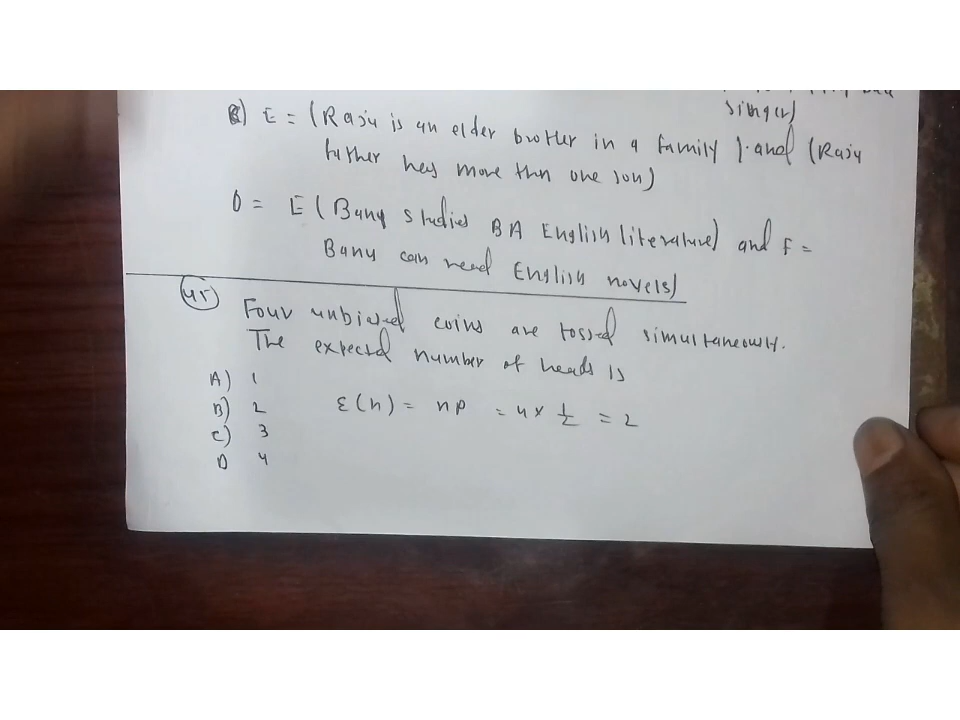 singer)
B) E = (Raju is an elder brother in a family ) and (Raju
father has more than one son)
D = E ( Banu studies BA English literature) and F =
Banu can read English novels)
45) Four unbiased coins are tossed simultaneously.
The expected number of heads is
A) 1
B) 2 E(n) = np = 4 × 1/2 = 2
C) 3
D 4